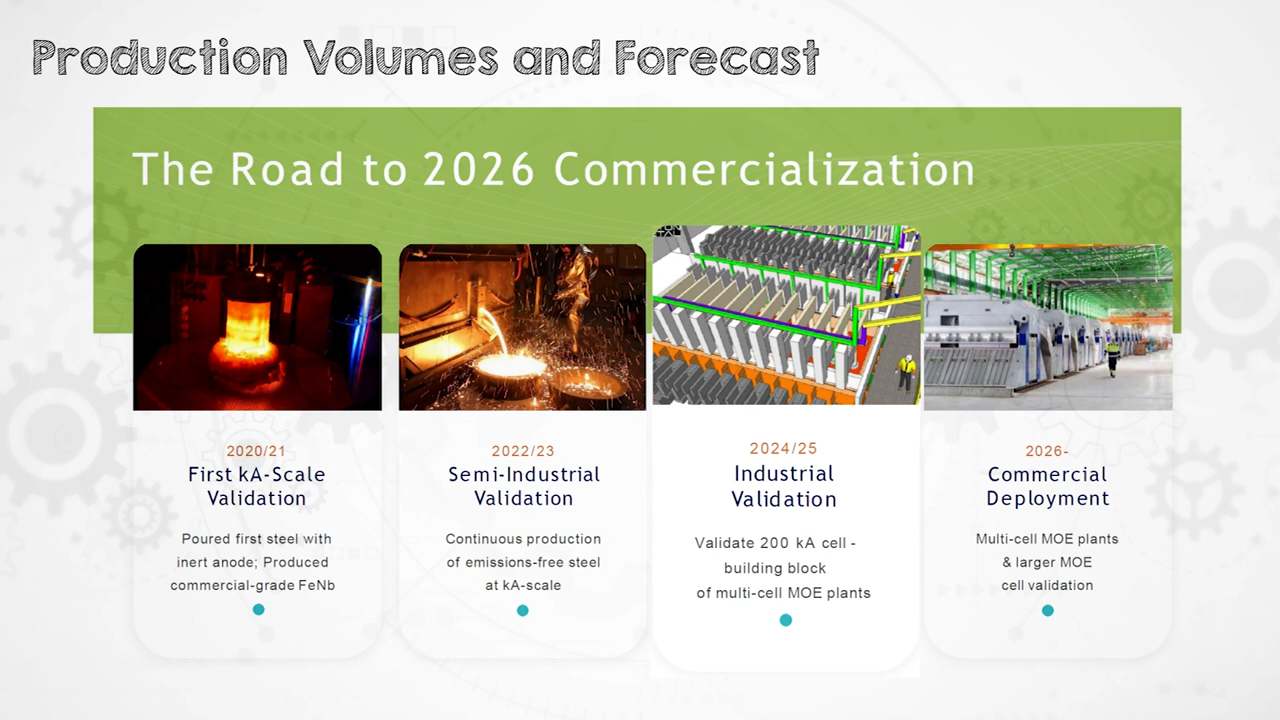 Production Volumes and Forecast
The Road to 2026 Commercialization
2020/21
First kA-Scale
Validation
Poured first steel with
inert anode; Produced
commercial-grade FeNb
2022/23
Semi-Industrial
Validation
Continuous production
of emissions-free steel
at kA-scale
2024/25
Industrial
Validation
Validate 200 kA cell -
building block
of multi-cell MOE plants
2026-
Commercial
Deployment
Multi-cell MOE plants
& larger MOE
cell validation